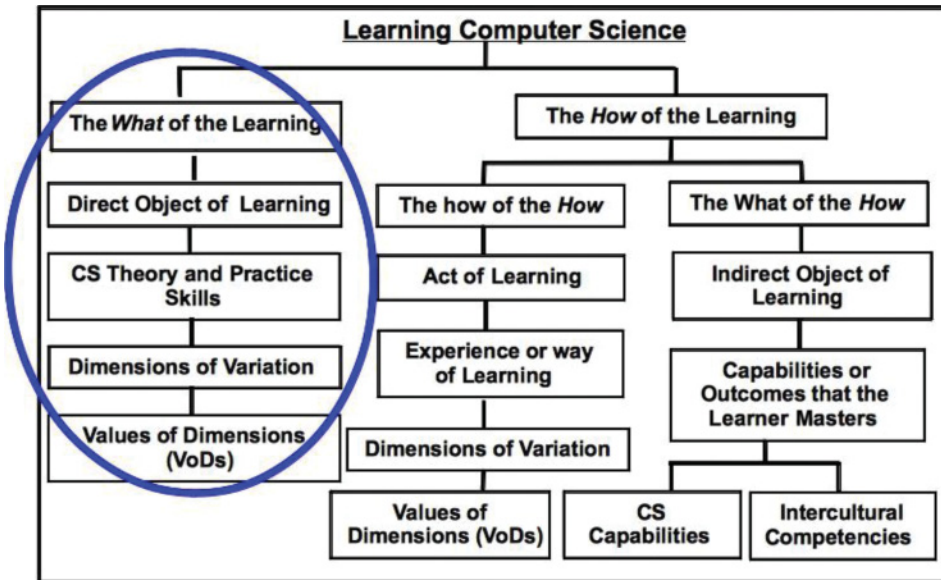 Learning Computer Science
The What of the Learning
The How of the Learning
Direct Object of Learning
The how of the How
The What of the How
CS Theory and Practice
Skills
Act of Learning
Indirect Object of
Learning
Dimensions of Variation
Experience or way
of Learning
Capabilities or
Outcomes that the
Learner Masters
Values of Dimensions
(VoDs)
Dimensions of Variation
Values of
Dimensions (VoDs)
CS
Capabilities
Intercultural
Competencies